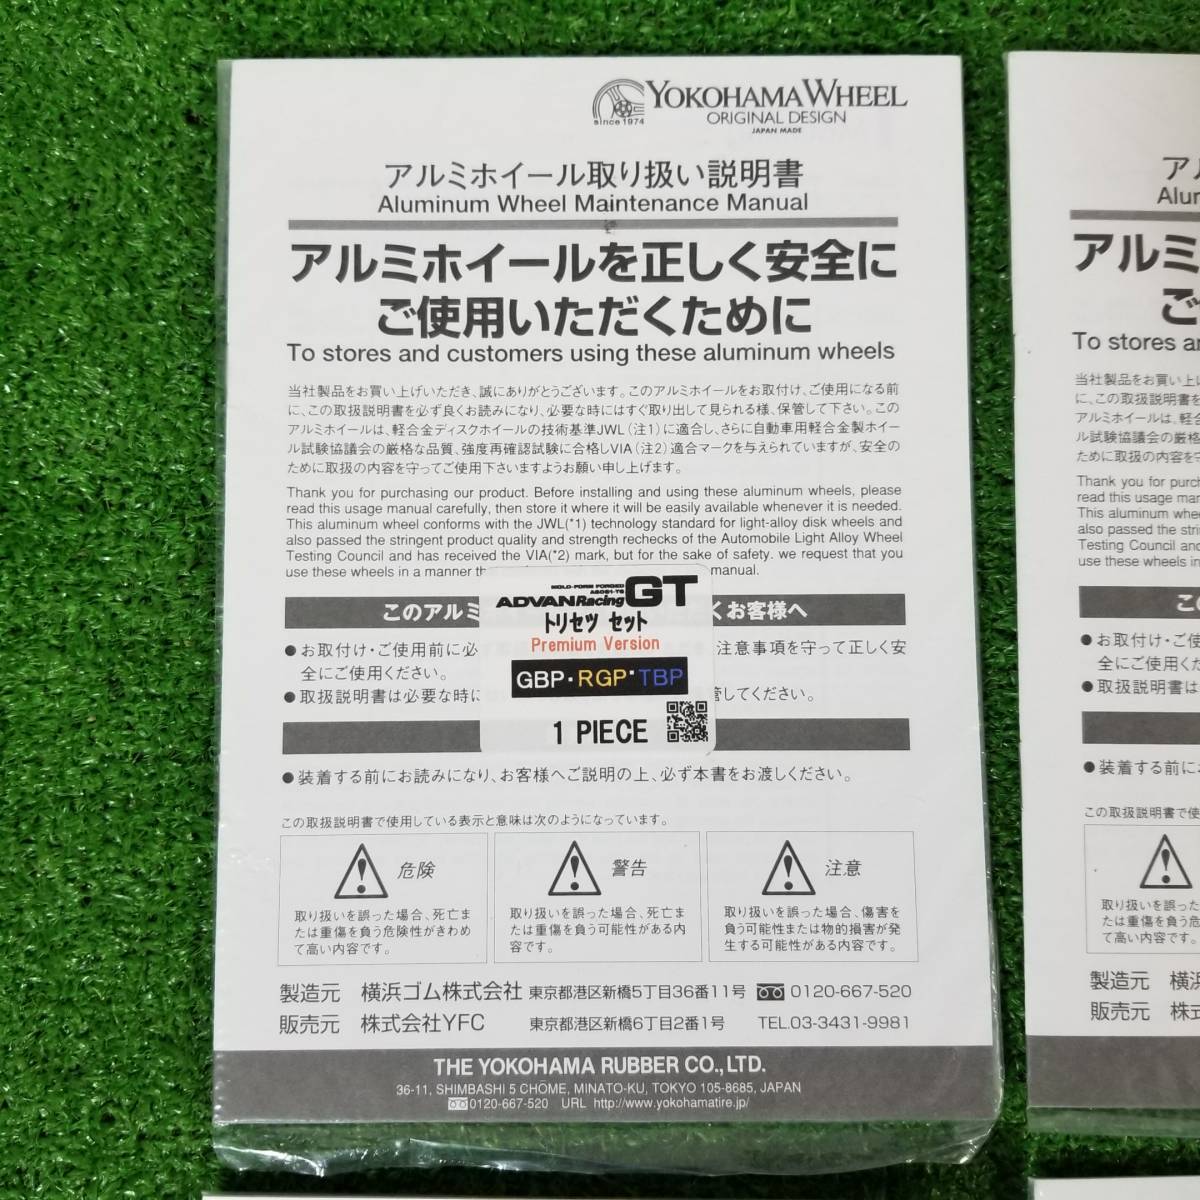 YOKOHAMA WHEEL
since 1974
ORIGINAL DESIGN
JAPAN MADE
アルミホイール取り扱い説明書
Aluminum Wheel Maintenance Manual
アルミホイールを正しく安全に
ご使用いただくために
To stores and customers using these aluminum wheels
当社製品をお買い上げいただき、誠にありがとうございます。このアルミホイールをお取付け、ご使用になる前
に、この取扱説明書を必ず良くお読みになり、必要な時にはすぐ取り出して見られる様、保管して下さい。この
アルミホイールは、軽合金ディスクホイールの技術基準JWL（注1）に適合し、さらに自動車用軽合金製ホイー
ル試験協議会の厳格な品質、強度再確認試験に合格しVIA（注2）適合マークを与えられていますが、安全の
ために取扱の内容を守ってご使用下さいますようお願い申し上げます。
Thank you for purchasing our product. Before installing and using these aluminum wheels, please
read this usage manual carefully, then store it where it will be easily available whenever it is needed.
This aluminum wheel conforms with the JWL(*1) technology standard for light-alloy disk wheels and
also passed the stringent product quality and strength rechecks of the Automobile Light Alloy Wheel
Testing Council and has received the VIA(*2) mark, but for the sake of safety. we request that you
use these wheels in a manner th
manual.
このアルミ
くお客様へ
MOLD-FORM FORGED
ADVAN Racing GT
トリセツ セット
Premium Version
GBP・RGP・TBP
1 PIECE
● お取付け・ご使用前に必
、注意事項を守って正しく安
全にご使用ください。
● 取扱説明書は必要な時に
管してください。
● 装着する前にお読みになり、お客様へご説明の上、必ず本書をお渡しください。
この取扱説明書で使用している表示と意味は次のようになっています。
危険
取り扱いを誤った場合、死亡ま
たは重傷を負う危険性がきわめ
て高い内容です。
警告
取り扱いを誤った場合、死亡ま
たは重傷を負う可能性がある内
容です。
注意
取り扱いを誤った場合、傷害を
負う可能性または物的損害が発
生する可能性がある内容です。
製造元 横浜ゴム株式会社 東京都港区新橋5丁目36番11号 0120-667-520
販売元 株式会社YFC 東京都港区新橋6丁目2番1号 TEL.03-3431-9981
THE YOKOHAMA RUBBER CO.,LTD.
36-11, SHIMBASHI 5 CHŌME, MINATO-KU, TOKYO 105-8685, JAPAN
0120-667-520 URL http://www.yokohamatire.jp/
アル
Alur
アルミ
ご
To stores ar
当社製品をお買い上げ
に、この取扱説明書を
アルミホイールは、軽
ル試験協議会の厳格
ために取扱の内容を守
Thank you for purch
read this usage mar
This aluminum whe
also passed the strin
Testing Council and
use these wheels in
この
● お取付け・ご使
全にご使用くだ
● 取扱説明書は
● 装着する前に
この取扱説明書で使
取り扱いを誤った
たは重傷を負う危
て高い内容です。
製造元 横浜
販売元 株式